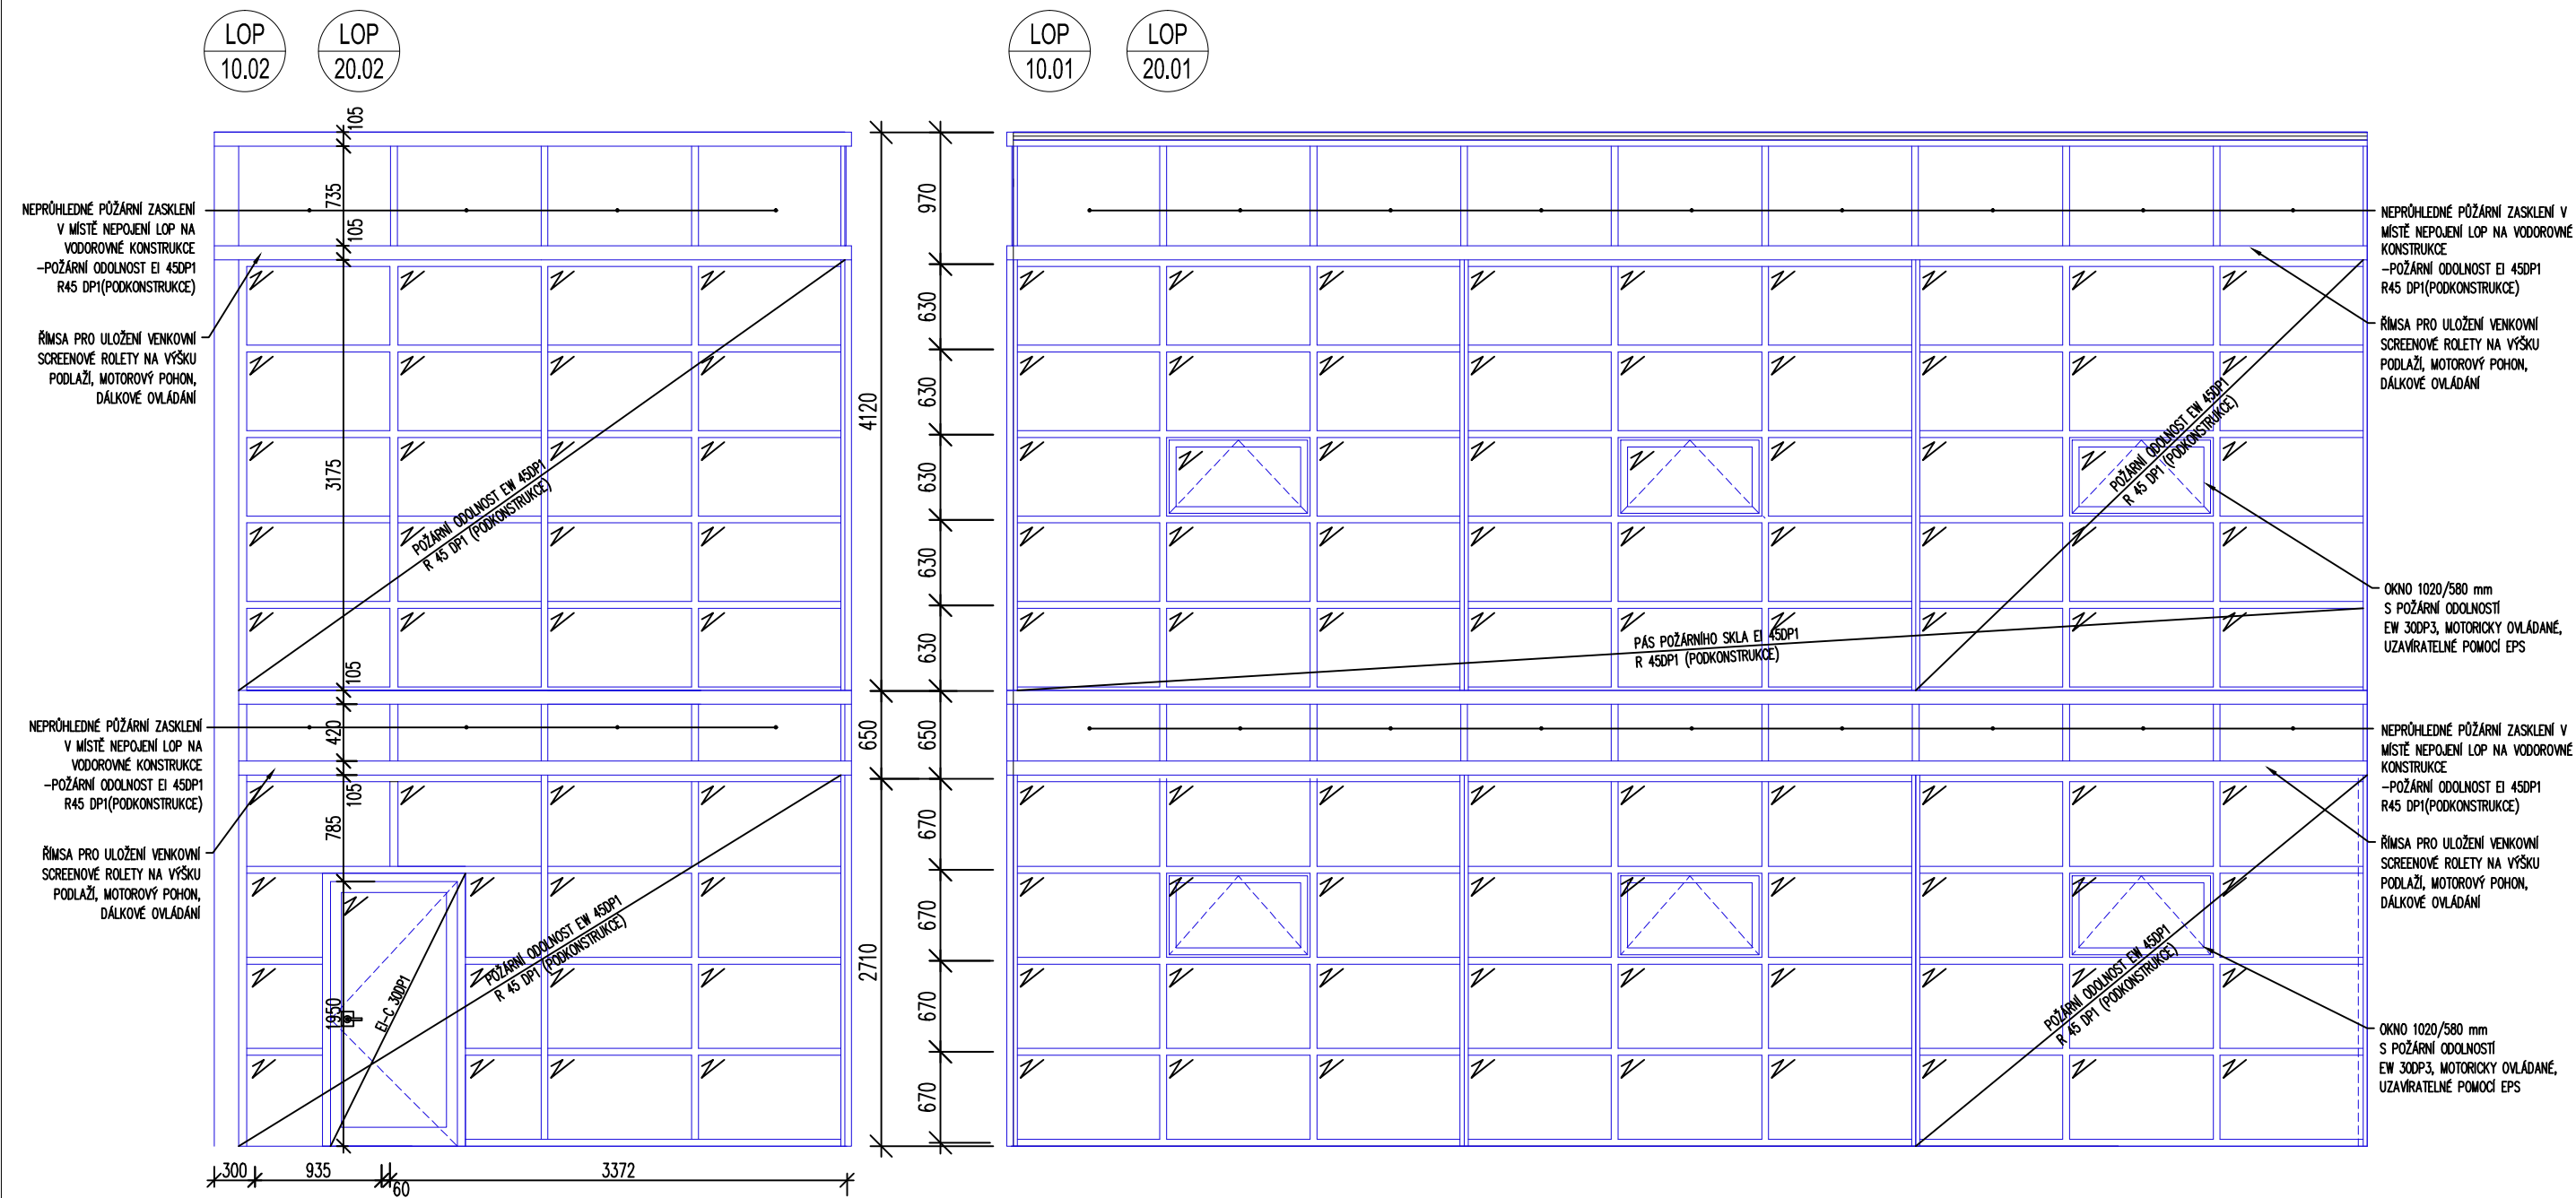 LOP
10.02
LOP
20.02
LOP
10.01
LOP
20.01
NEPRŮHLEDNÉ PŮŽÁRNÍ ZASKLENÍ
V MÍSTĚ NEPOJENÍ LOP NA
VODOROVNÉ KONSTRUKCE
-POŽÁRNÍ ODOLNOST EI 45DP1
R45 DP1(PODKONSTRUKCE)
ŘÍMSA PRO ULOŽENÍ VENKOVNÍ
SCREENOVÉ ROLETY NA VÝŠKU
PODLAŽÍ, MOTOROVÝ POHON,
DÁLKOVÉ OVLÁDÁNÍ
NEPRŮHLEDNÉ PŮŽÁRNÍ ZASKLENÍ
V MÍSTĚ NEPOJENÍ LOP NA
VODOROVNÉ KONSTRUKCE
-POŽÁRNÍ ODOLNOST EI 45DP1
R45 DP1(PODKONSTRUKCE)
ŘÍMSA PRO ULOŽENÍ VENKOVNÍ
SCREENOVÉ ROLETY NA VÝŠKU
PODLAŽÍ, MOTOROVÝ POHON,
DÁLKOVÉ OVLÁDÁNÍ
105
735
105
3175
105
420
105
785
1950
POŽÁRNÍ ODOLNOST EW 45DP1
R 45 DP1 (PODKONSTRUKCE)
POŽÁRNÍ ODOLNOST EW 45DP1
R 45 DP1 (PODKONSTRUKCE)
EI-C 30DP1
300
935
60
3372
4120
650
2710
970
630
630
630
630
630
650
670
670
670
670
POŽÁRNÍ ODOLNOST EW 45DP1
R 45 DP1 (PODKONSTRUKCE)
PÁS POŽÁRNÍHO SKLA EI 45DP1
R 45DP1 (PODKONSTRUKCE)
POŽÁRNÍ ODOLNOST EW 45DP1
R 45 DP1 (PODKONSTRUKCE)
NEPRŮHLEDNÉ PŮŽÁRNÍ ZASKLENÍ V
MÍSTĚ NEPOJENÍ LOP NA VODOROVNÉ
KONSTRUKCE
-POŽÁRNÍ ODOLNOST EI 45DP1
R45 DP1(PODKONSTRUKCE)
ŘÍMSA PRO ULOŽENÍ VENKOVNÍ
SCREENOVÉ ROLETY NA VÝŠKU
PODLAŽÍ, MOTOROVÝ POHON,
DÁLKOVÉ OVLÁDÁNÍ
OKNO 1020/580 mm
S POŽÁRNÍ ODOLNOSTÍ
EW 30DP3, MOTORICKY OVLÁDANÉ,
UZAVÍRATELNÉ POMOCÍ EPS
NEPRŮHLEDNÉ PŮŽÁRNÍ ZASKLENÍ V
MÍSTĚ NEPOJENÍ LOP NA VODOROVNÉ
KONSTRUKCE
-POŽÁRNÍ ODOLNOST EI 45DP1
R45 DP1(PODKONSTRUKCE)
ŘÍMSA PRO ULOŽENÍ VENKOVNÍ
SCREENOVÉ ROLETY NA VÝŠKU
PODLAŽÍ, MOTOROVÝ POHON,
DÁLKOVÉ OVLÁDÁNÍ
OKNO 1020/580 mm
S POŽÁRNÍ ODOLNOSTÍ
EW 30DP3, MOTORICKY OVLÁDANÉ,
UZAVÍRATELNÉ POMOCÍ EPS